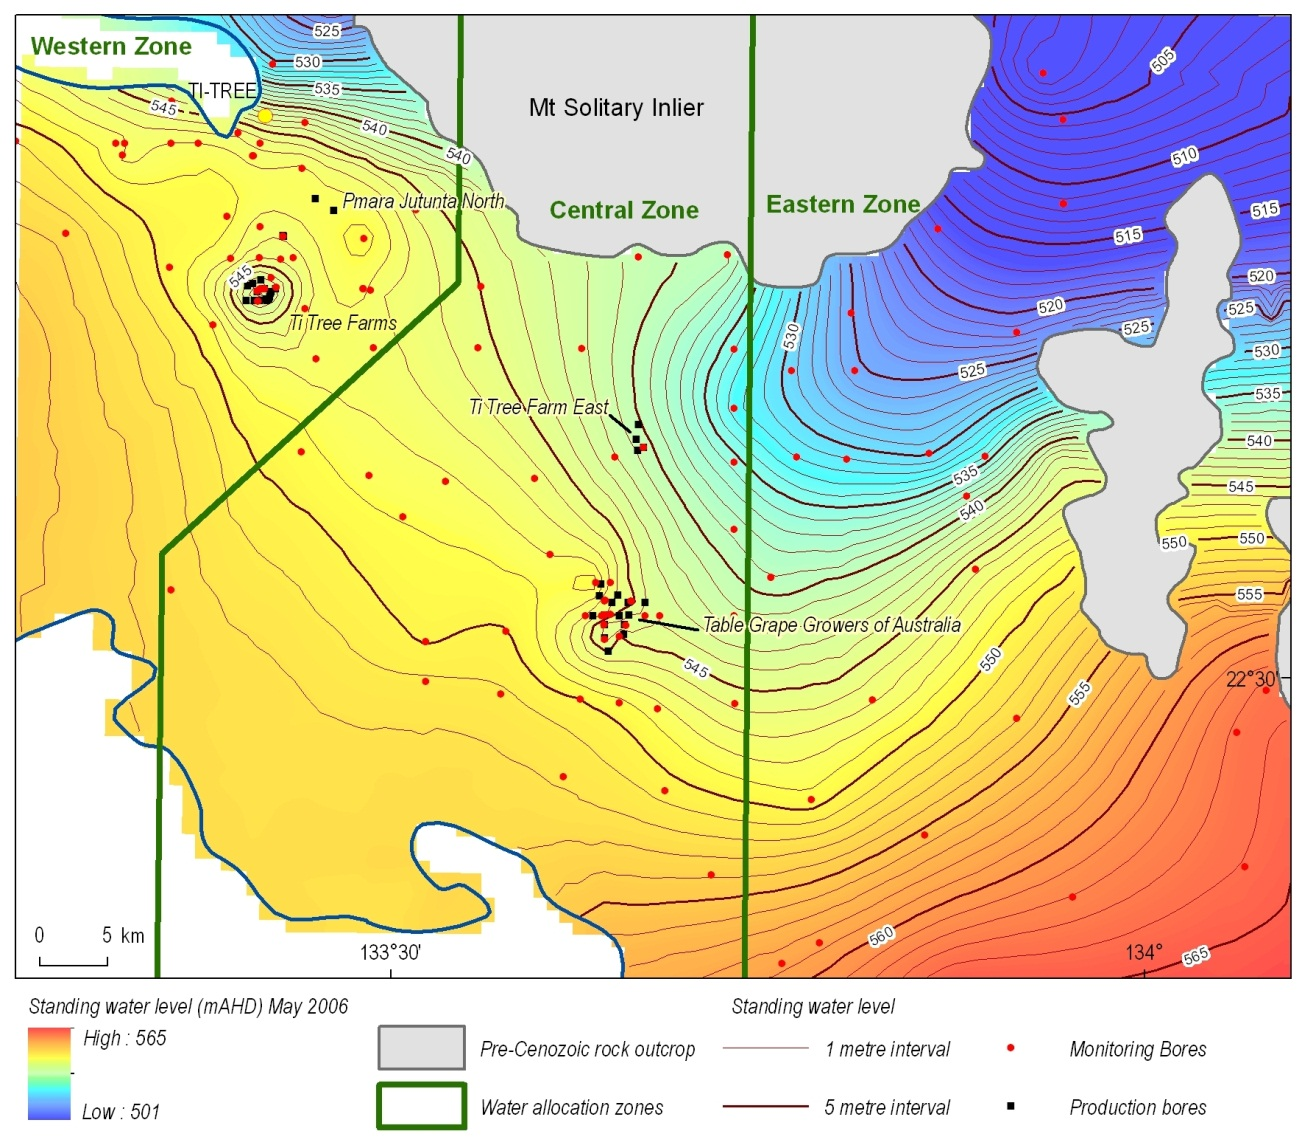 525
Western Zone
530
505
TI-TREE
535
545
Mt Solitary Inlier
540
540
510
Pmara Jutunta North
Central Zone
Eastern Zone
515
515
545
520
520
525
Ti Tree Farms
525
530
530
525
535
Ti Tree Farm East
540
535
545
540
550
550
555
Table Grape Growers of Australia
545
550
22°30'
555
0 5 km
560
133°30'
134°
565
Standing water level (mAHD) May 2006
High : 565
Low : 501
Pre-Cenozoic rock outcrop
Water allocation zones
Standing water level
1 metre interval
5 metre interval
Monitoring Bores
Production bores